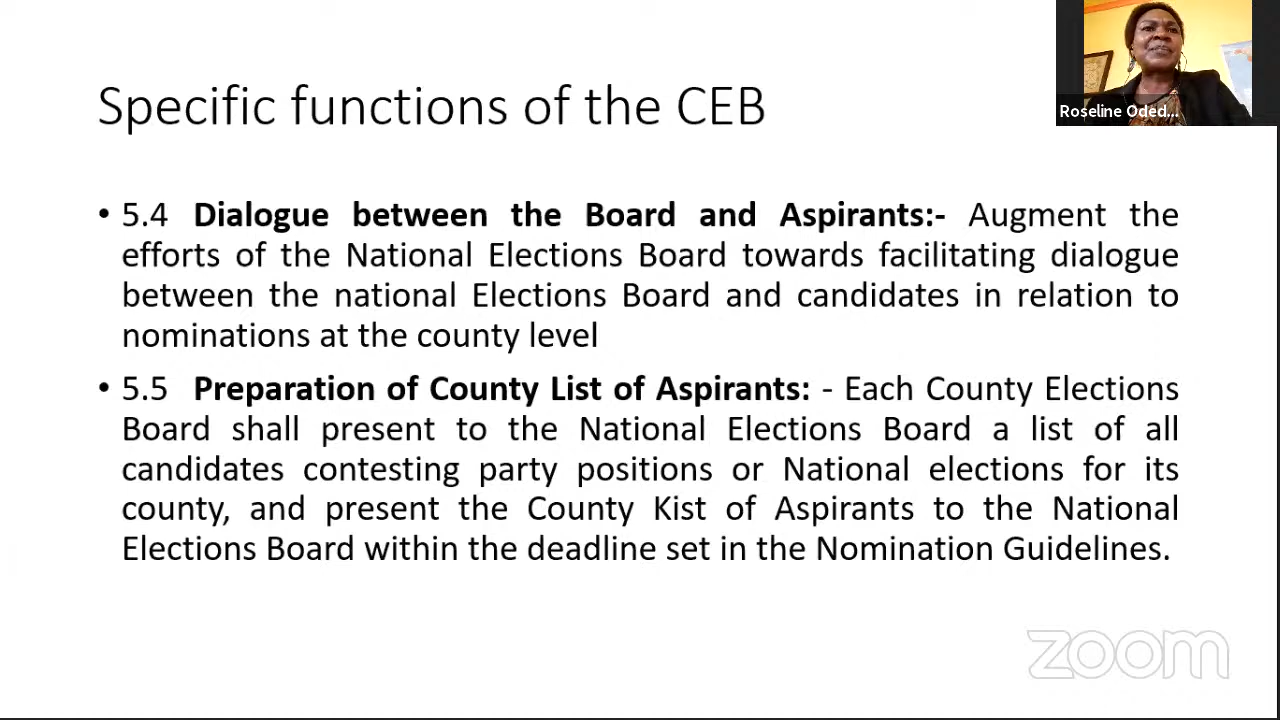 Specific functions of the CEB
Roseline Oded...
• 5.4 Dialogue between the Board and Aspirants:- Augment the
efforts of the National Elections Board towards facilitating dialogue
between the national Elections Board and candidates in relation to
nominations at the county level
• 5.5 Preparation of County List of Aspirants: - Each County Elections
Board shall present to the National Elections Board a list of all
candidates contesting party positions or National elections for its
county, and present the County Kist of Aspirants to the National
Elections Board within the deadline set in the Nomination Guidelines.
zoom